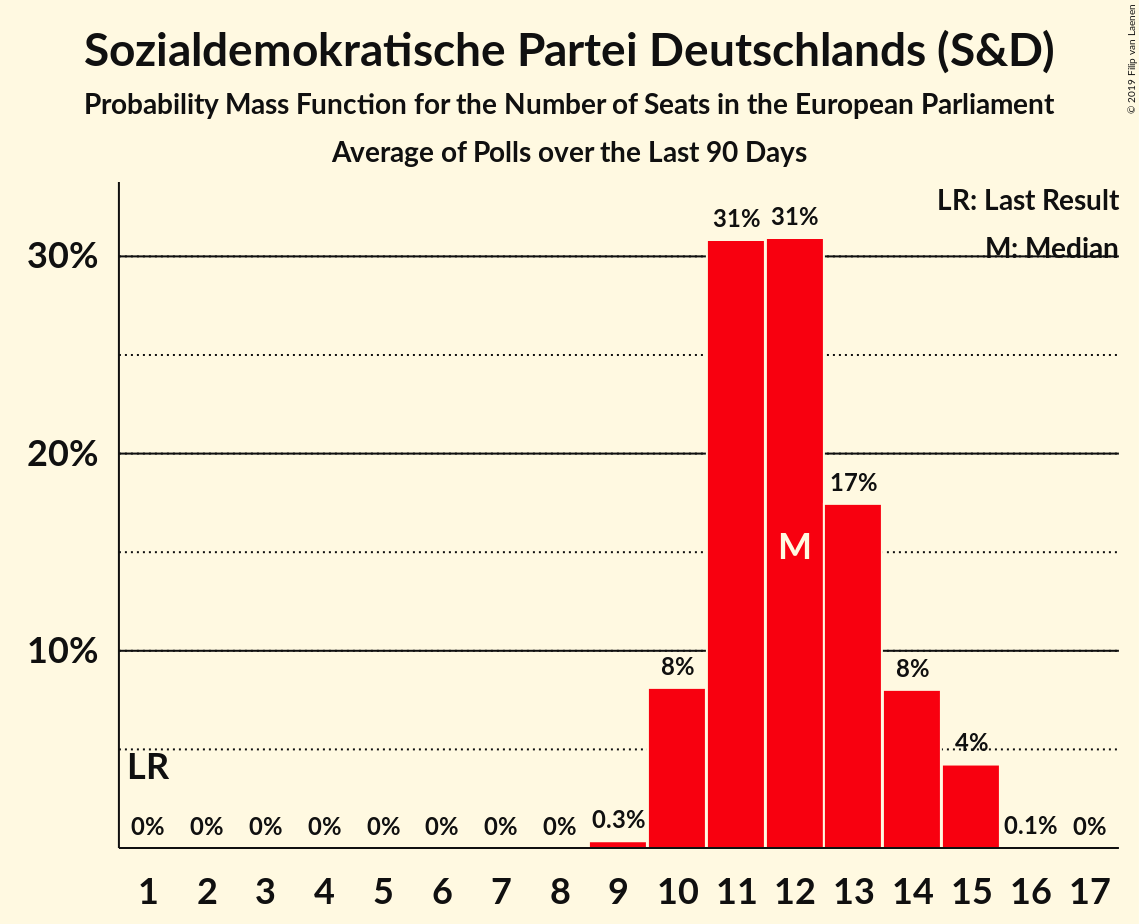 Sozialdemokratische Partei Deutschlands (S&D)
Probability Mass Function for the Number of Seats in the European Parliament
Average of Polls over the Last 90 Days
© 2019 Filip van Laenen
LR: Last Result
M: Median
30%
20%
10%
31% 31%
17%
M
8% 8%
4%
LR
0% 0% 0% 0% 0% 0% 0% 0% 0.3% 0.1% 0%
1 2 3 4 5 6 7 8 9 10 11 12 13 14 15 16 17